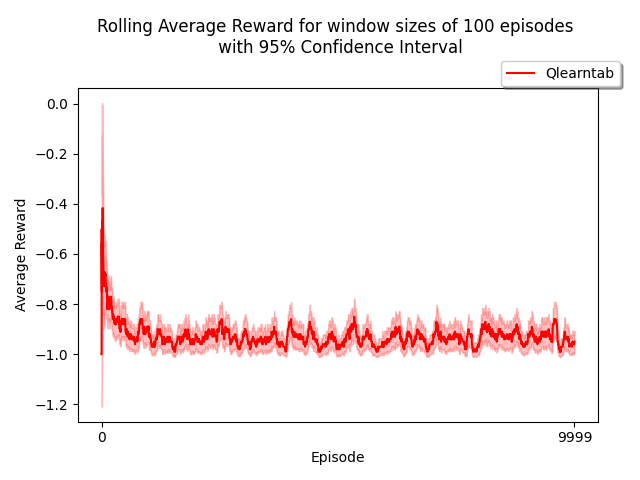 Rolling Average Reward for window sizes of 100 episodes
with 95% Confidence Interval
Qlearntab
Average Reward
0.0
−0.2
−0.4
−0.6
−0.8
−1.0
−1.2
0
9999
Episode